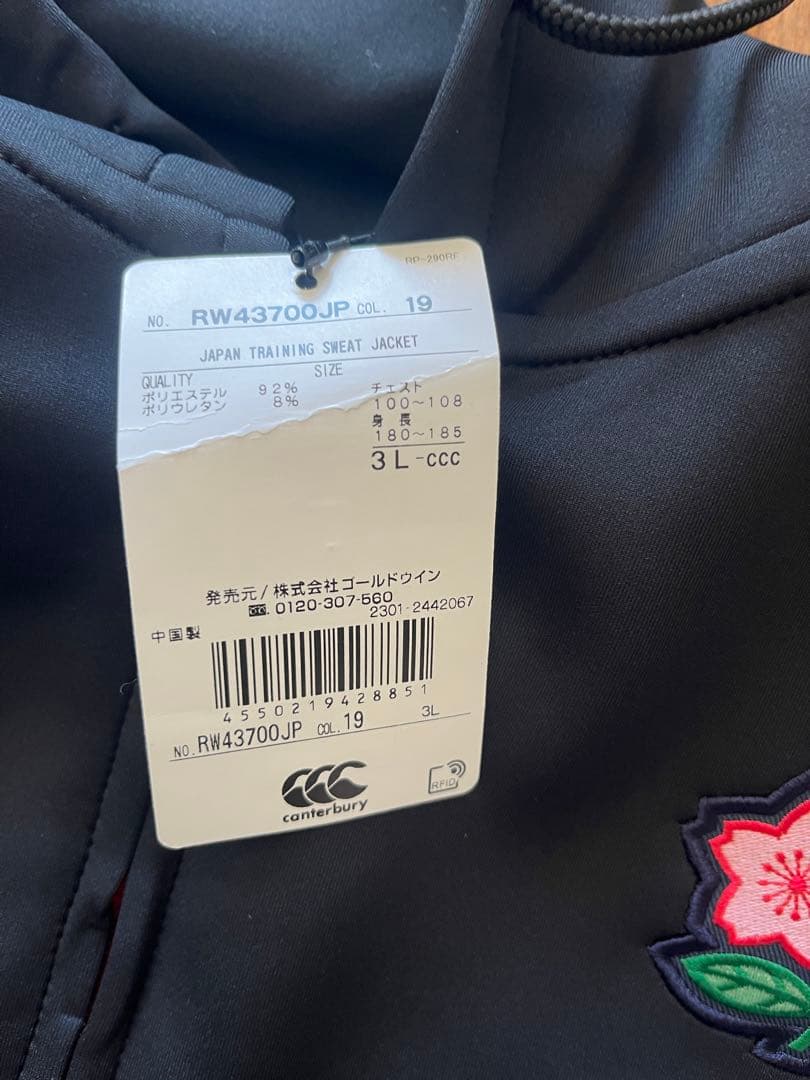 RP-290RF
NO. RW43700JP COL. 19
JAPAN TRAINING SWEAT JACKET
QUALITY SIZE
ポリエステル 92% チェスト
ポリウレタン 8% 100~108
身長
180~185
3L-CCC
発売元/株式会社ゴールドウイン
0120-307-560
2301-2442067
中国製
4550219428851
NO.RW43700JP COL.19 3L
canterbury
RFID